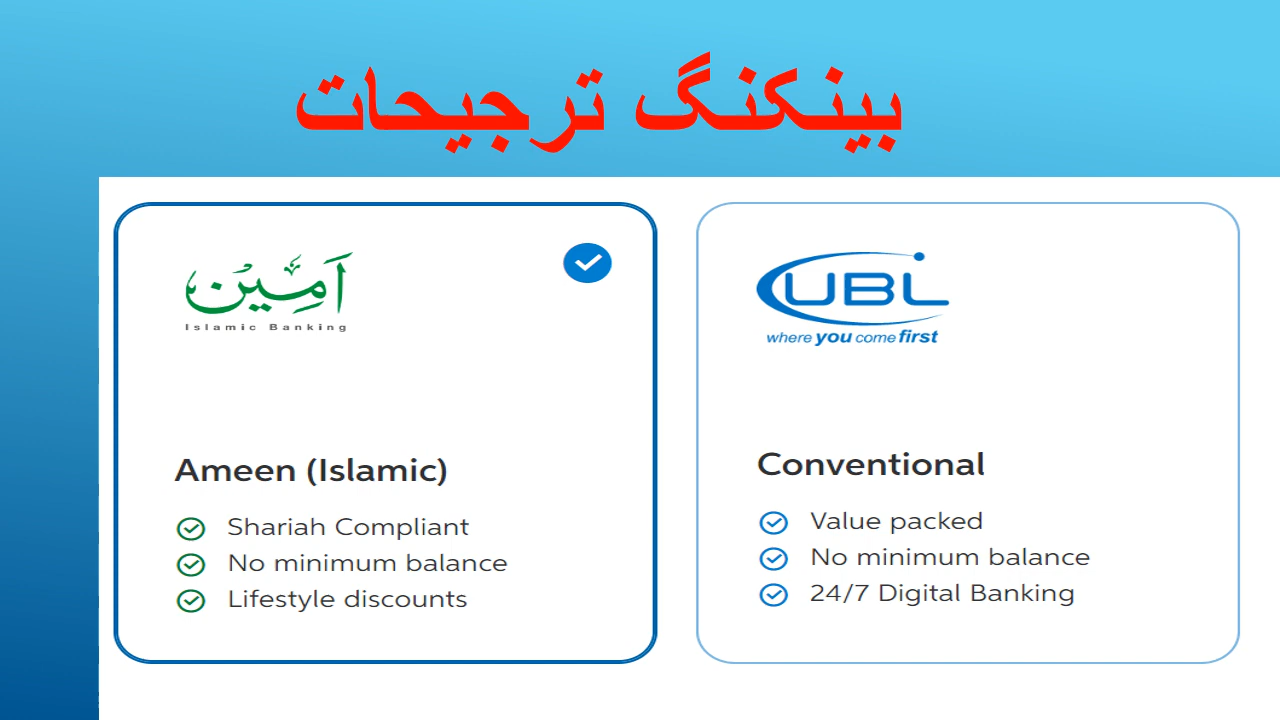 بینکنگ ترجیحات
اَمِين
Islamic Banking
Ameen (Islamic)
Shariah Compliant
No minimum balance
Lifestyle discounts
UBL
where you come first
Conventional
Value packed
No minimum balance
24/7 Digital Banking